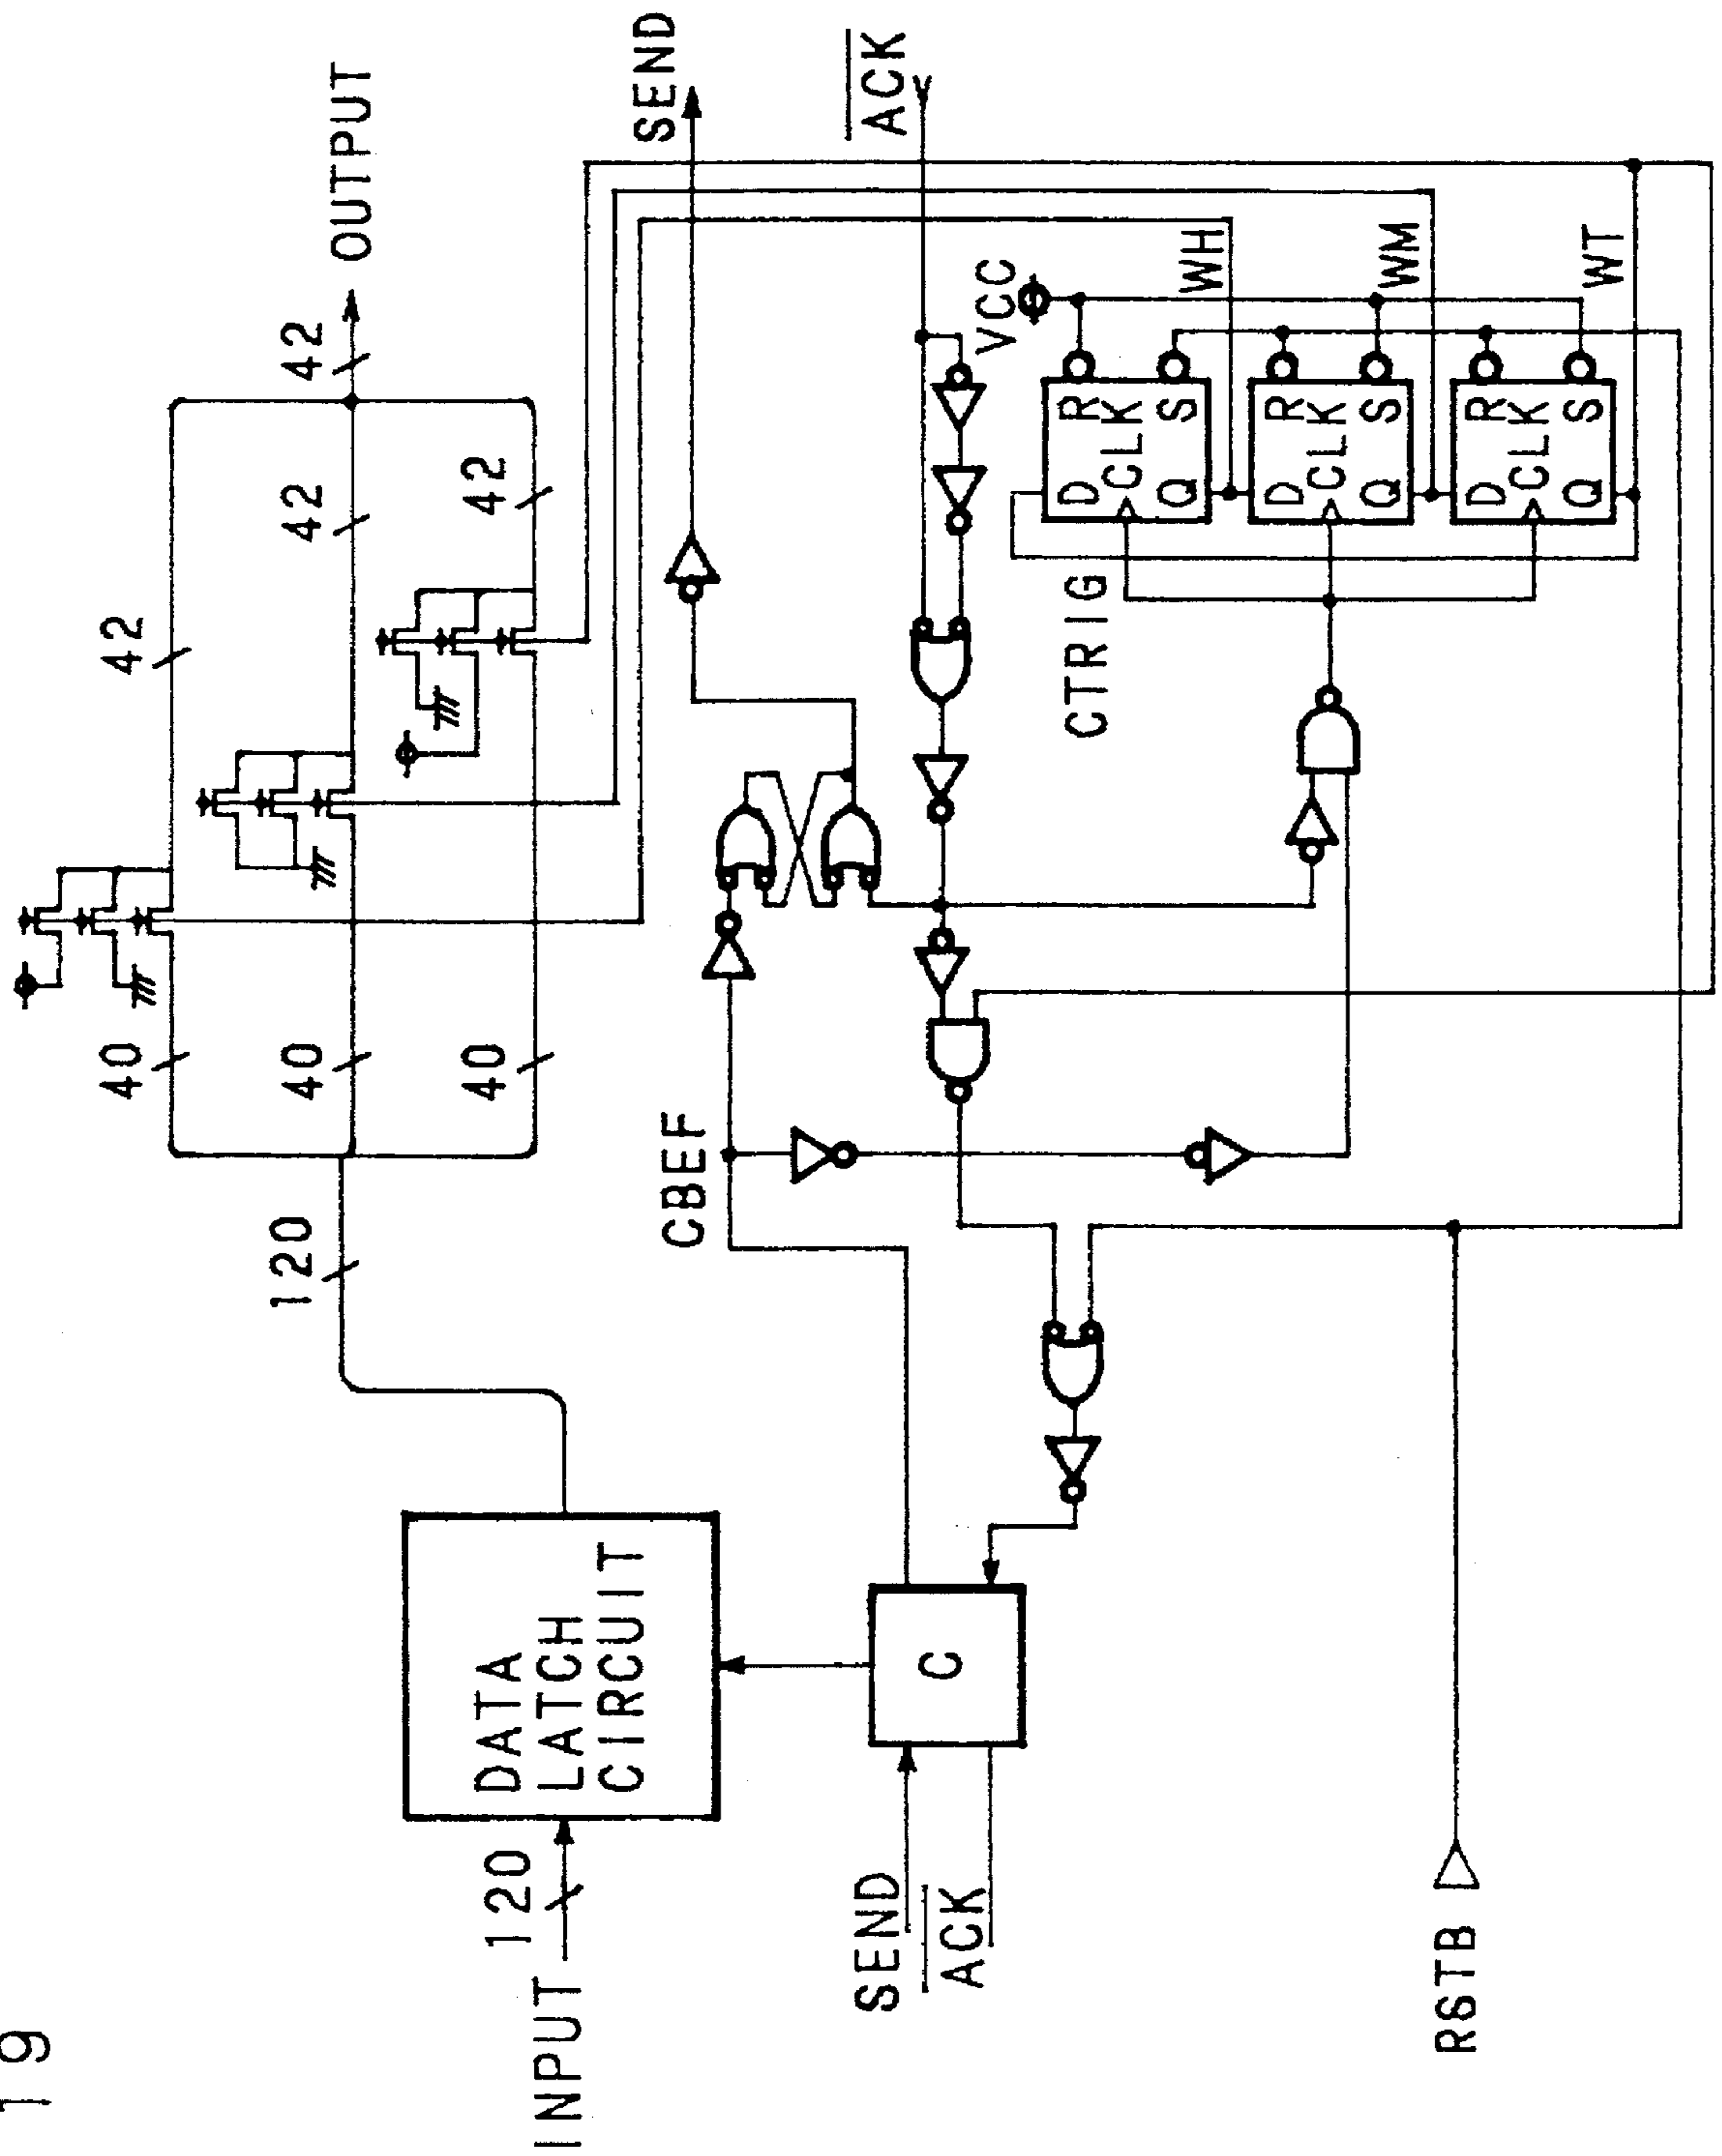 19
INPUT
120
DATA
LATCH
CIRCUIT
120
40
40
40
42
42
42
42
OUTPUT
SEND
ACK
C
CBEF
SEND
ACK
VCC
CTRIG
D R
CLK
Q S
WH
D R
CLK
Q S
WM
D R
CLK
Q S
WT
RSTB